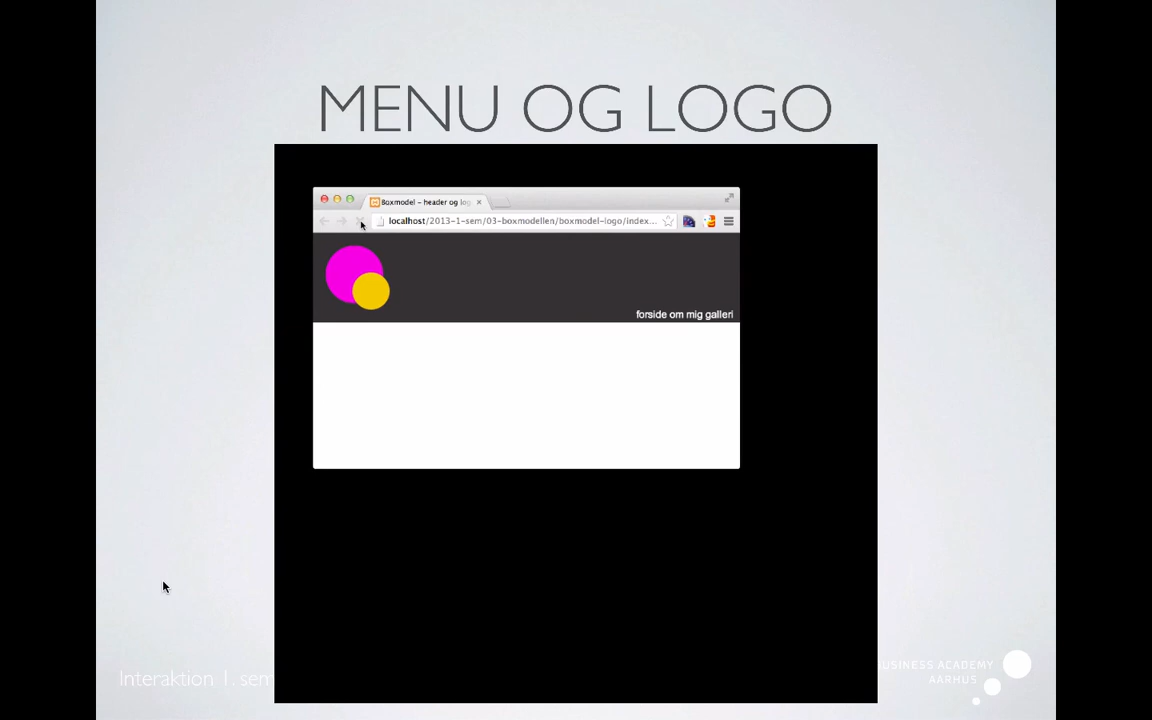 MENU OG LOGO
Boxmodel - header og log
localhost/2013-1-sem/03-boxmodellen/boxmodel-logo/index...
forside om mig galleri
Interaktion 1. sem
USINESS ACADEMY
AARHUS